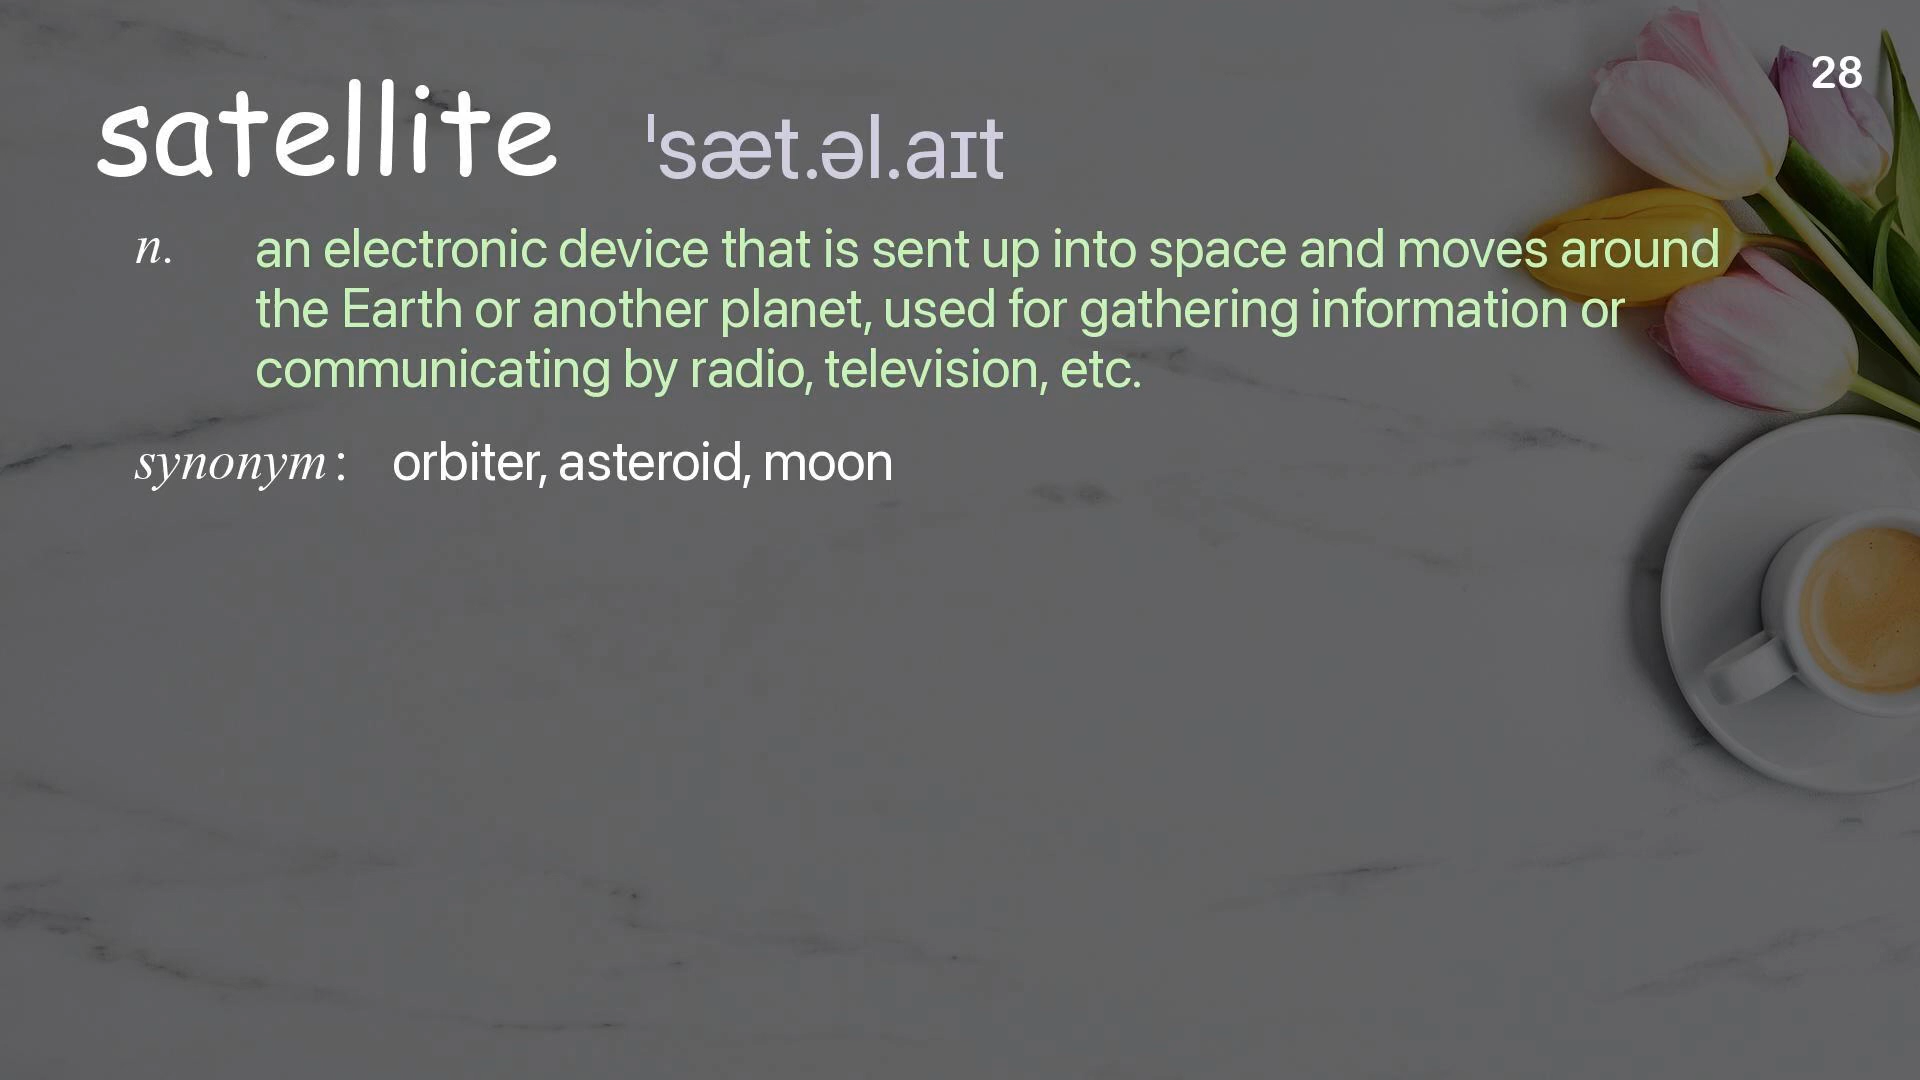 28
satellite ˈsæt.əl.aɪt
n. an electronic device that is sent up into space and moves around
the Earth or another planet, used for gathering information or
communicating by radio, television, etc.
synonym: orbiter, asteroid, moon